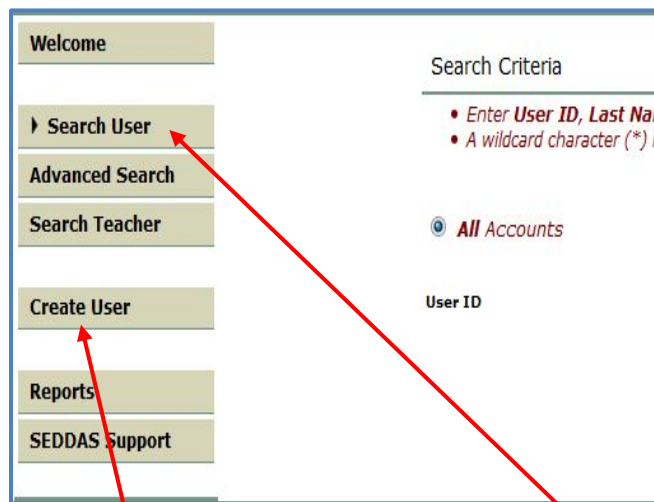 Welcome
Search User
Advanced Search
Search Teacher
Create User
Reports
SEDDAS Support
Search Criteria
• Enter User ID, Last
• A wildcard character (*)
All Accounts
User ID